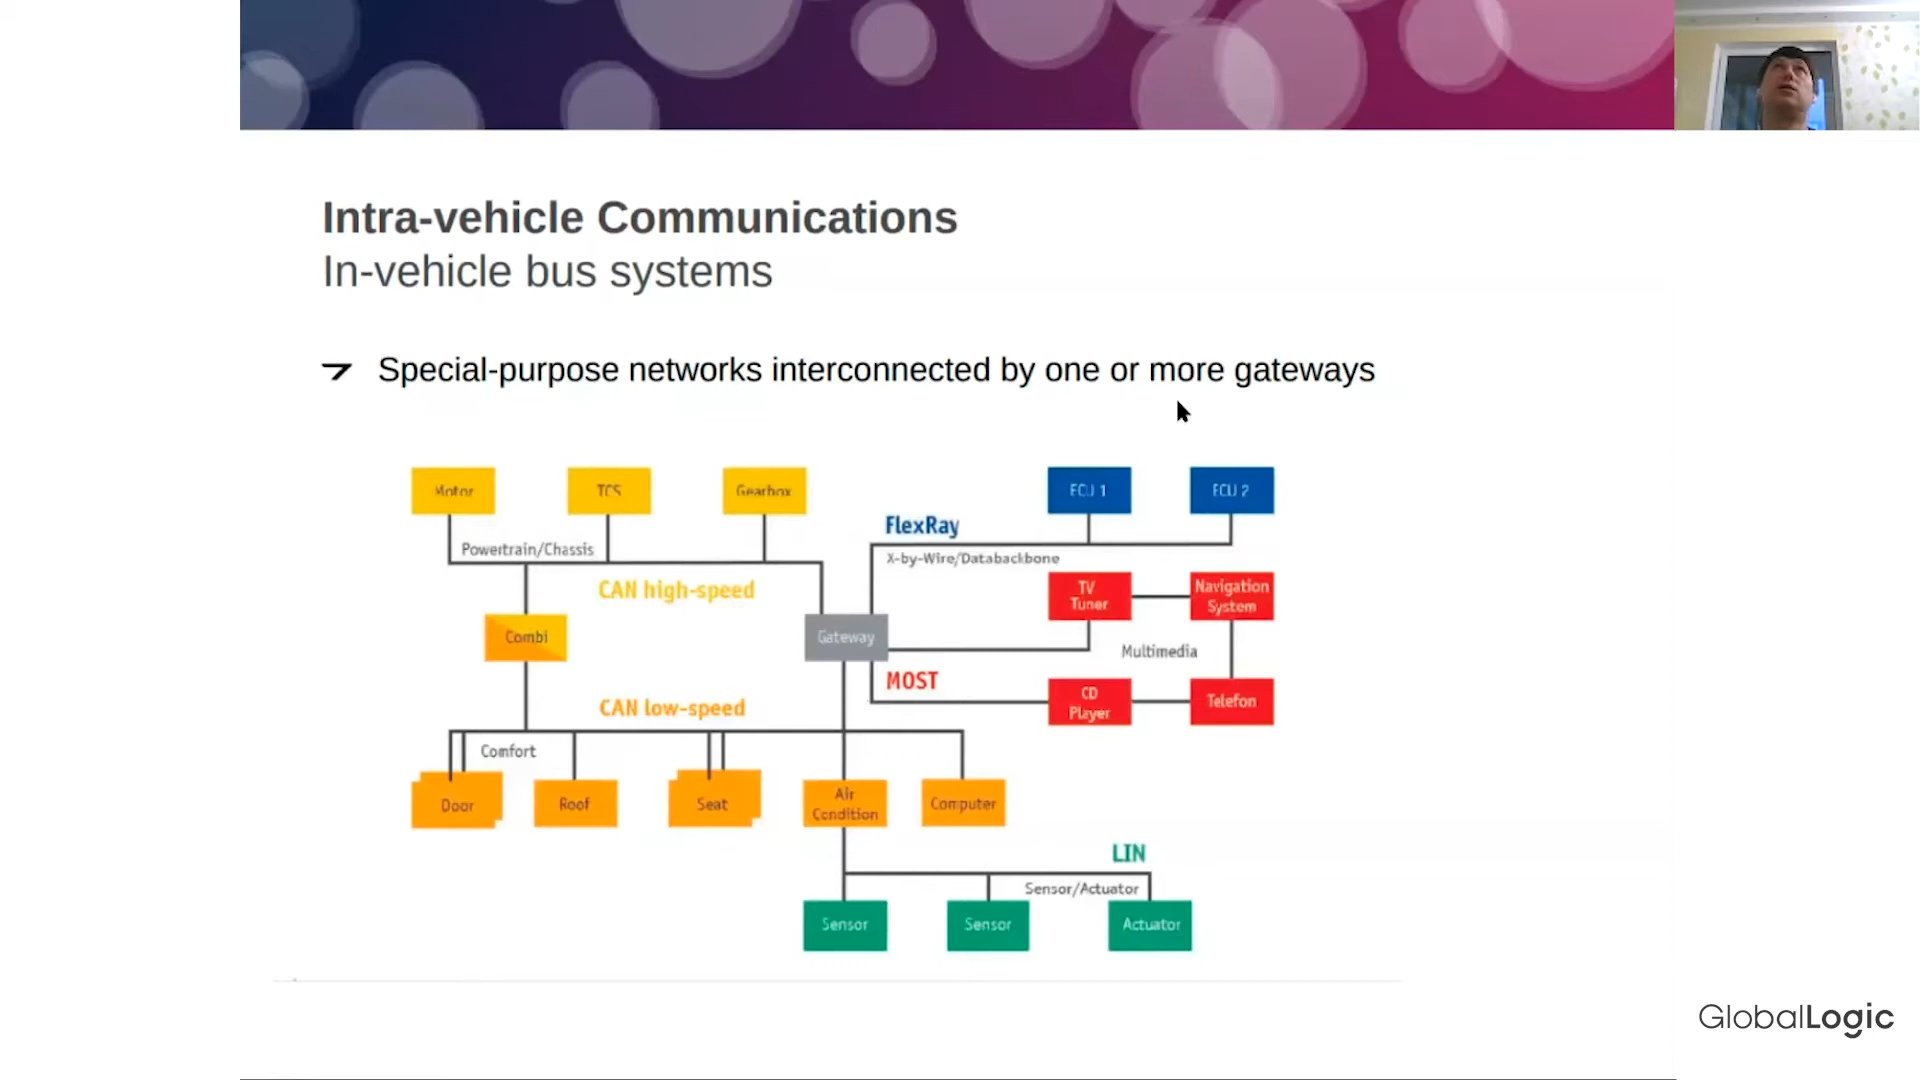 Intra-vehicle Communications
In-vehicle bus systems
Special-purpose networks interconnected by one or more gateways
Motor
TCS
Gearbox
ECU 1
ECU 2
FlexRay
Powertrain/Chassis
X-by-Wire/Databackbone
CAN high-speed
TV
Tuner
Navigation
System
Combi
Gateway
Multimedia
MOST
CD
Player
Telefon
CAN low-speed
Comfort
Door
Roof
Seat
Air
Condition
Computer
LIN
Sensor/Actuator
Sensor
Sensor
Actuator
GlobalLogic